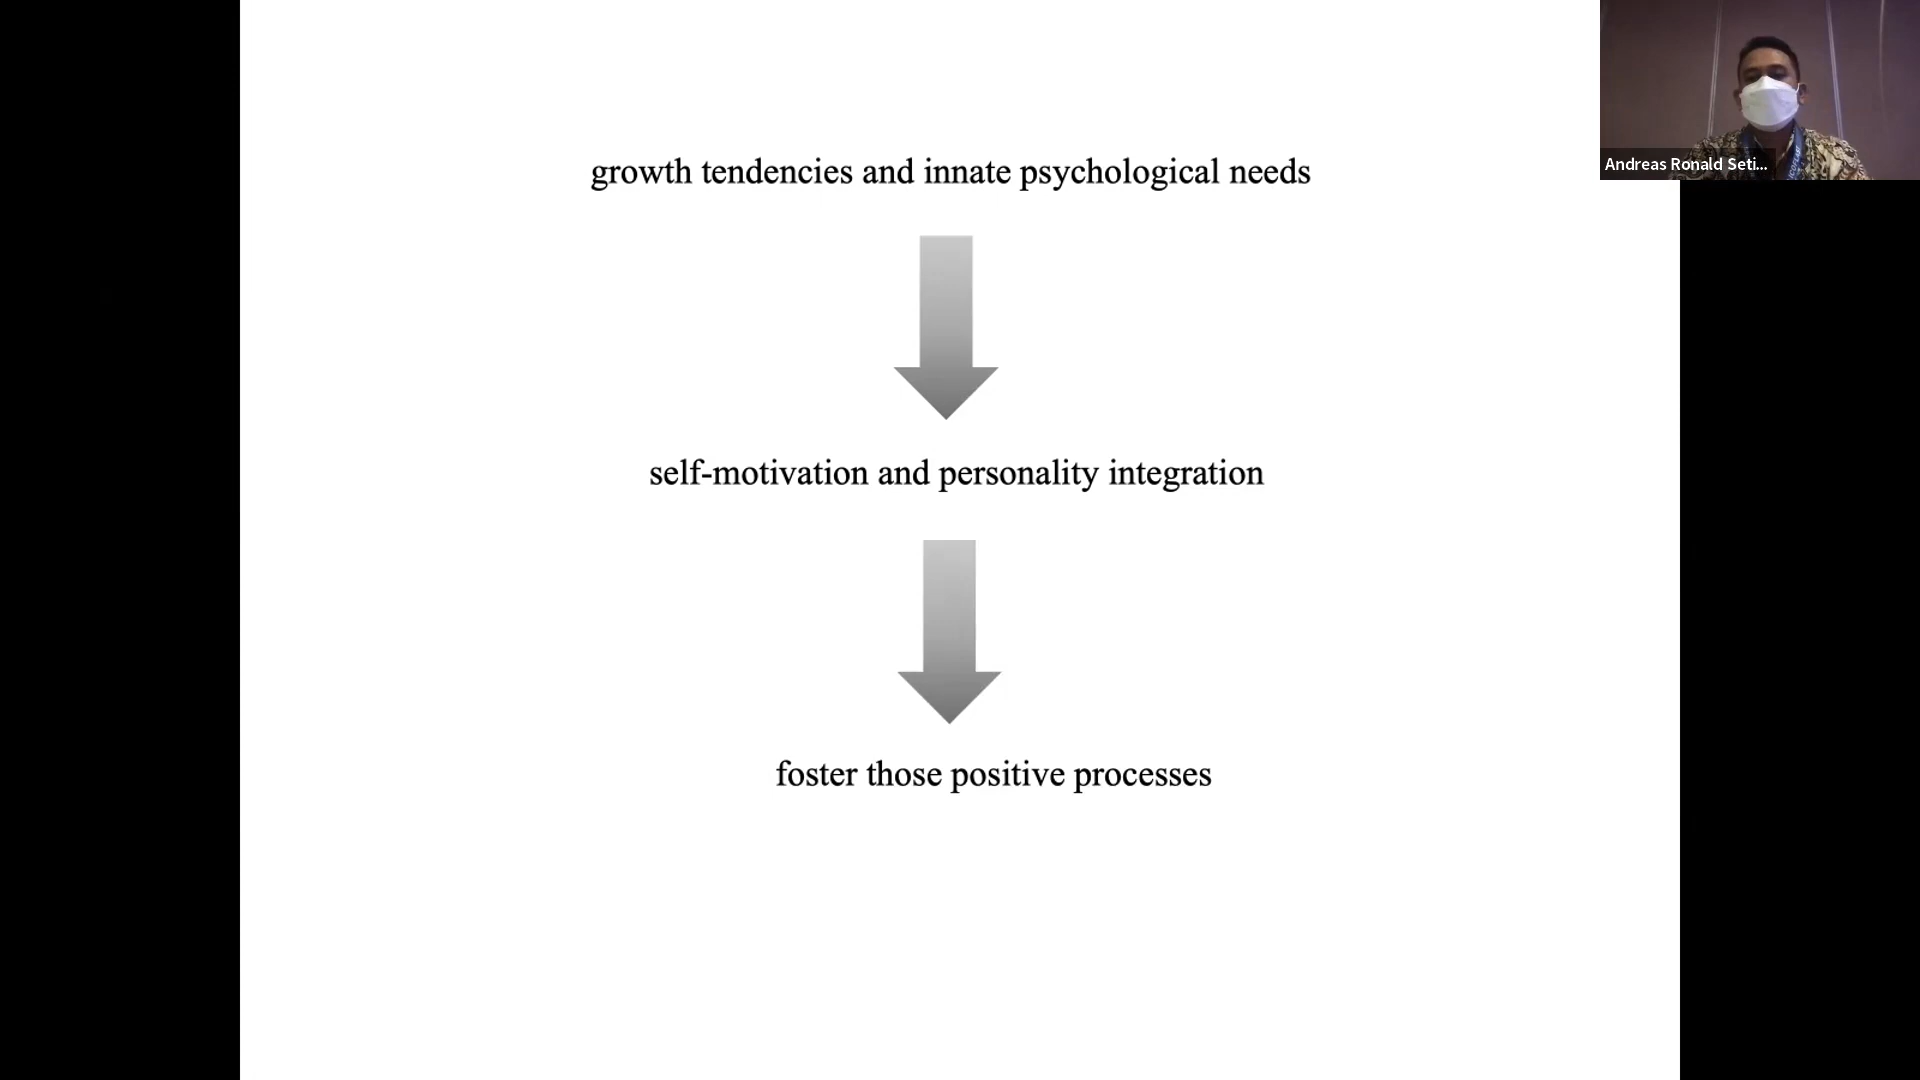 growth tendencies and innate psychological needs
Andreas Ronald Seti...
self-motivation and personality integration
foster those positive processes